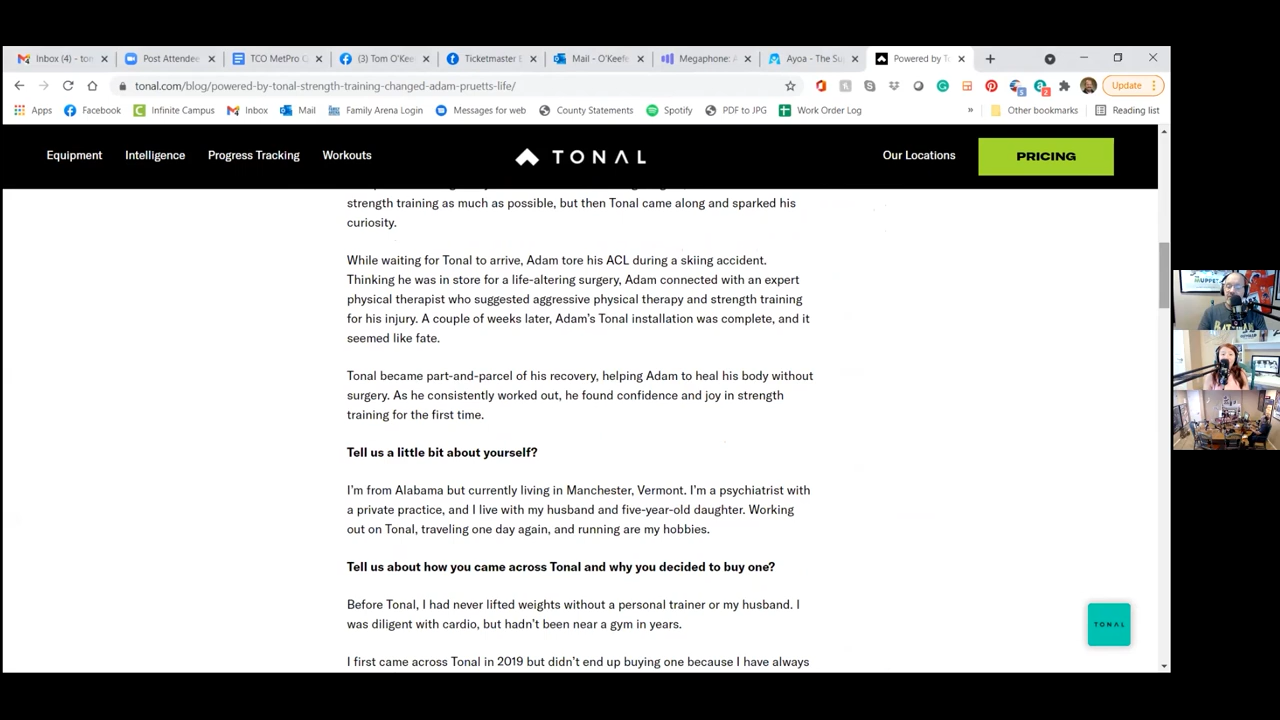 Inbox (4) - ton
Post Attendee
TCO MetPro C
(3) Tom O'Kee
Ticketmaster E
Mail - O'Keefe,
Megaphone: A
Ayoa - The Su
Powered by To
tonal.com/blog/powered-by-tonal-strength-training-changed-adam-pruetts-life/
Update
Apps
Facebook
Infinite Campus
Inbox
Mail
Family Arena Login
Messages for web
County Statements
Spotify
PDF to JPG
Work Order Log
»
Other bookmarks
Reading list
Equipment
Intelligence
Progress Tracking
Workouts
TONAL
Our Locations
PRICING
strength training as much as possible, but then Tonal came along and sparked his
curiosity.
While waiting for Tonal to arrive, Adam tore his ACL during a skiing accident.
Thinking he was in store for a life-altering surgery, Adam connected with an expert
physical therapist who suggested aggressive physical therapy and strength training
for his injury. A couple of weeks later, Adam's Tonal installation was complete, and it
seemed like fate.
Tonal became part-and-parcel of his recovery, helping Adam to heal his body without
surgery. As he consistently worked out, he found confidence and joy in strength
training for the first time.
Tell us a little bit about yourself?
I'm from Alabama but currently living in Manchester, Vermont. I'm a psychiatrist with
a private practice, and I live with my husband and five-year-old daughter. Working
out on Tonal, traveling one day again, and running are my hobbies.
Tell us about how you came across Tonal and why you decided to buy one?
Before Tonal, I had never lifted weights without a personal trainer or my husband. I
was diligent with cardio, but hadn't been near a gym in years.
I first came across Tonal in 2019 but didn't end up buying one because I have always
TONAL
MUPPET